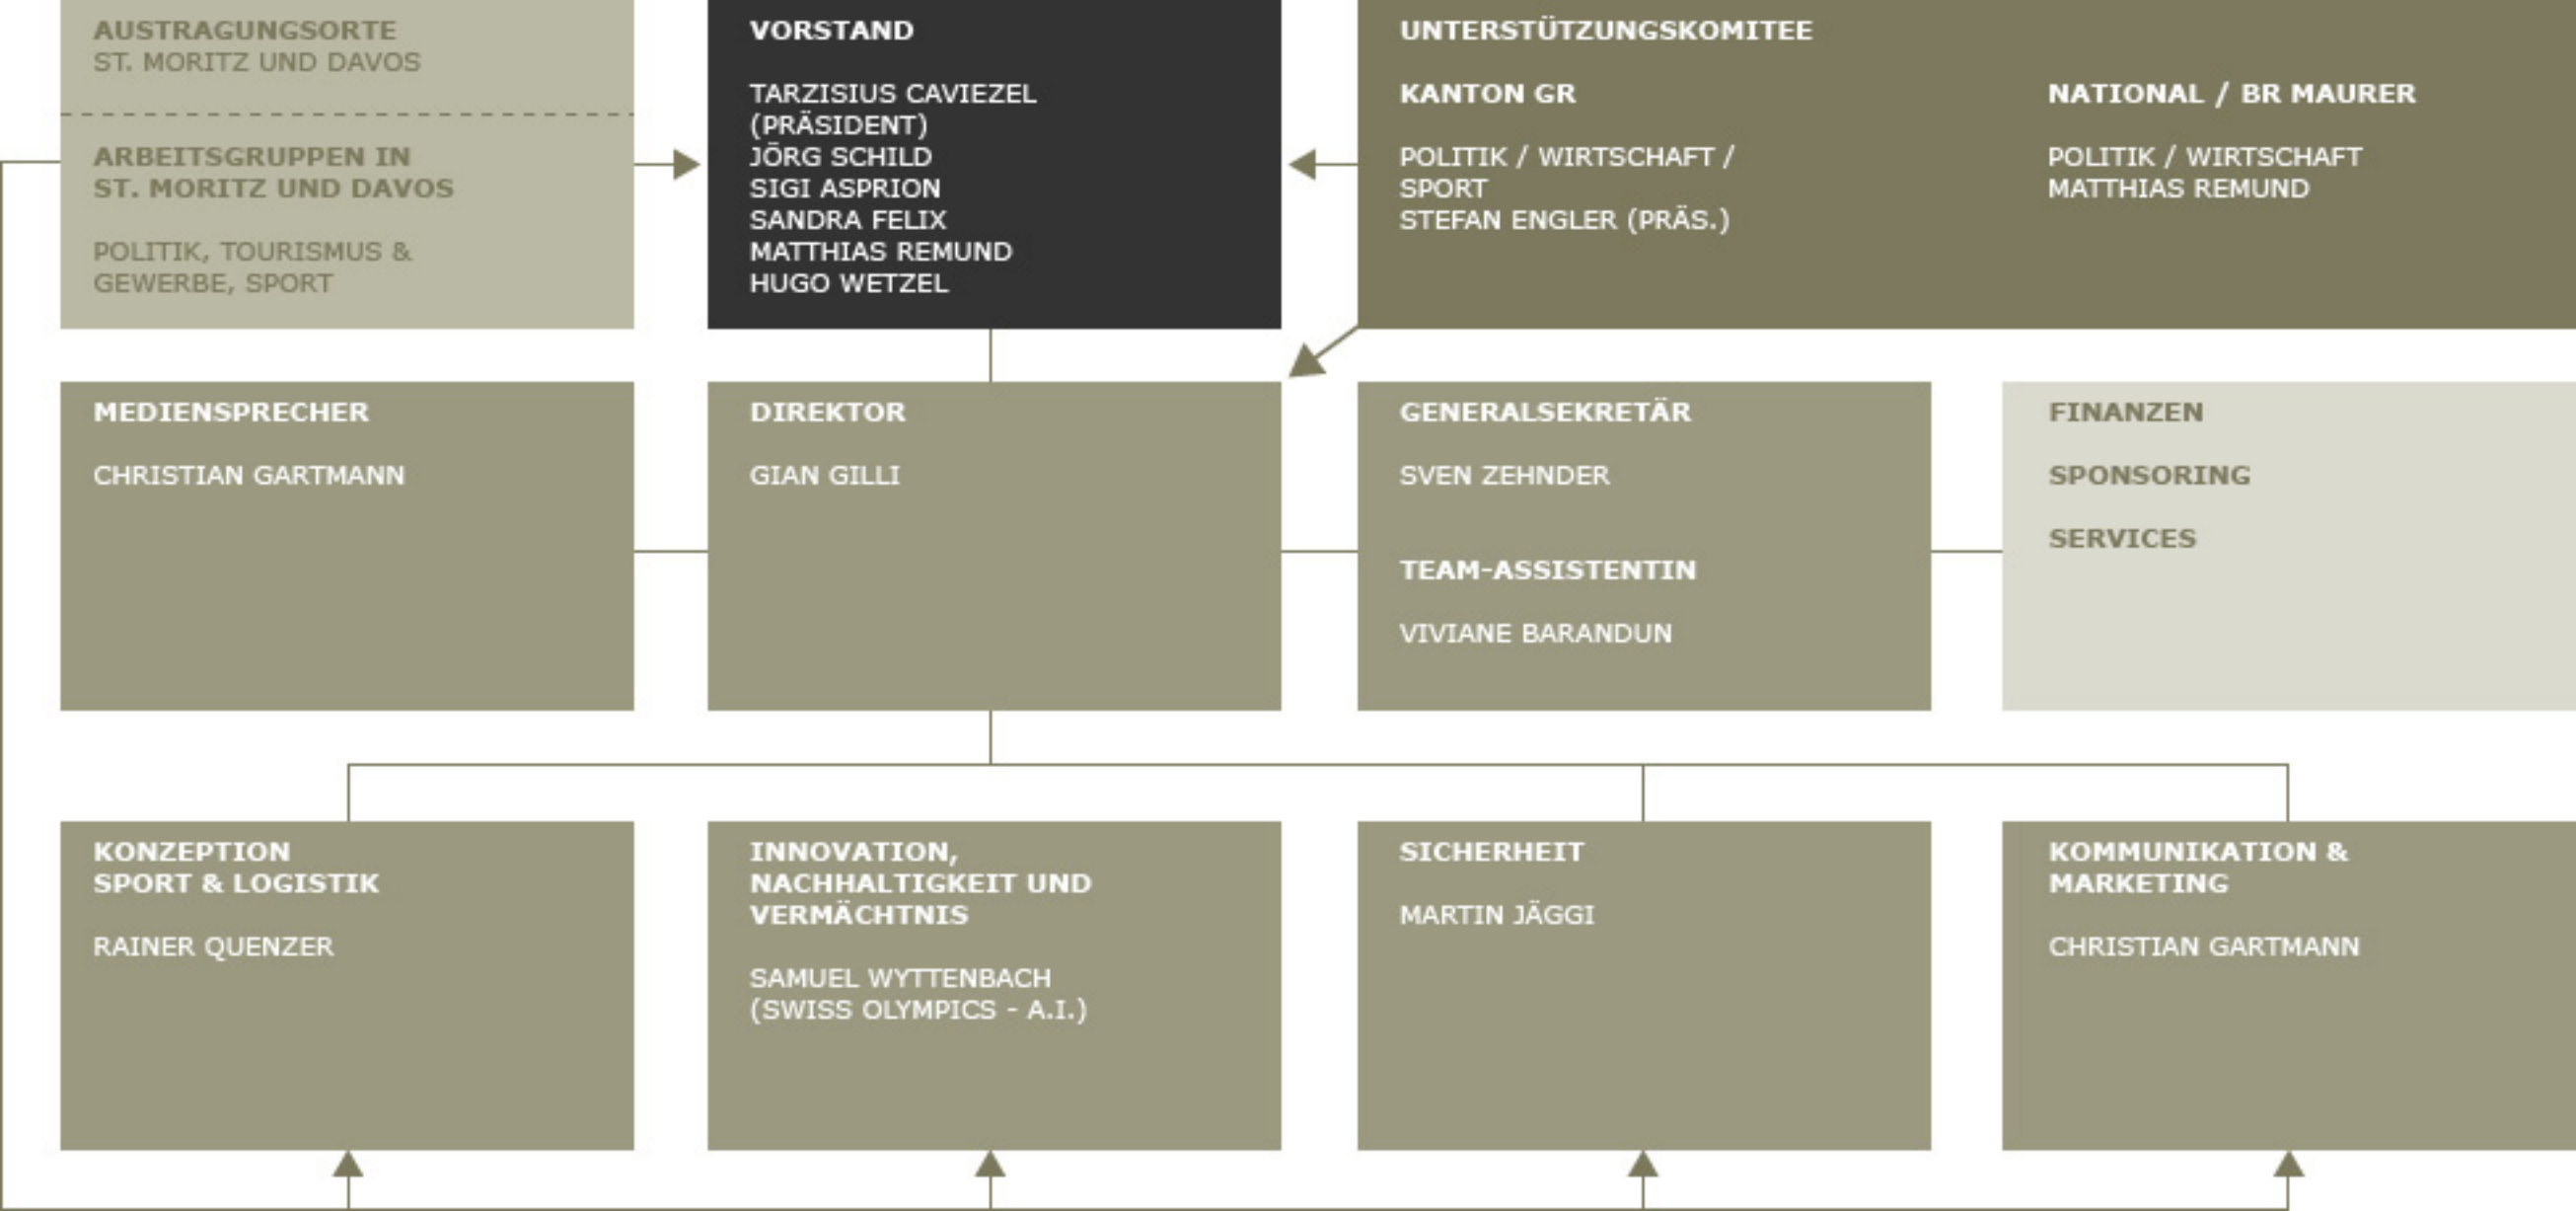 AUSTRAGUNGSORTE
ST. MORITZ UND DAVOS
ARBEITSGRUPPEN IN
ST. MORITZ UND DAVOS
POLITIK, TOURISMUS &
GEWERBE, SPORT
VORSTAND
TARZISIUS CAVIEZEL
(PRÄSIDENT)
JÖRG SCHILD
SIGI ASPRION
SANDRA FELIX
MATTHIAS REMUND
HUGO WETZEL
UNTERSTÜTZUNGSKOMITEE
KANTON GR
POLITIK / WIRTSCHAFT /
SPORT
STEFAN ENGLER (PRÄS.)
NATIONAL / BR MAURER
POLITIK / WIRTSCHAFT
MATTHIAS REMUND
MEDIENSPRECHER
CHRISTIAN GARTMANN
DIREKTOR
GIAN GILLI
GENERALSEKRETÄR
SVEN ZEHNDER
TEAM-ASSISTENTIN
VIVIANE BARANDUN
FINANZEN
SPONSORING
SERVICES
KONZEPTION
SPORT & LOGISTIK
RAINER QUENZER
INNOVATION,
NACHHALTIGKEIT UND
VERMÄCHTNIS
SAMUEL WYTTENBACH
(SWISS OLYMPICS - A.I.)
SICHERHEIT
MARTIN JÄGGI
KOMMUNIKATION &
MARKETING
CHRISTIAN GARTMANN